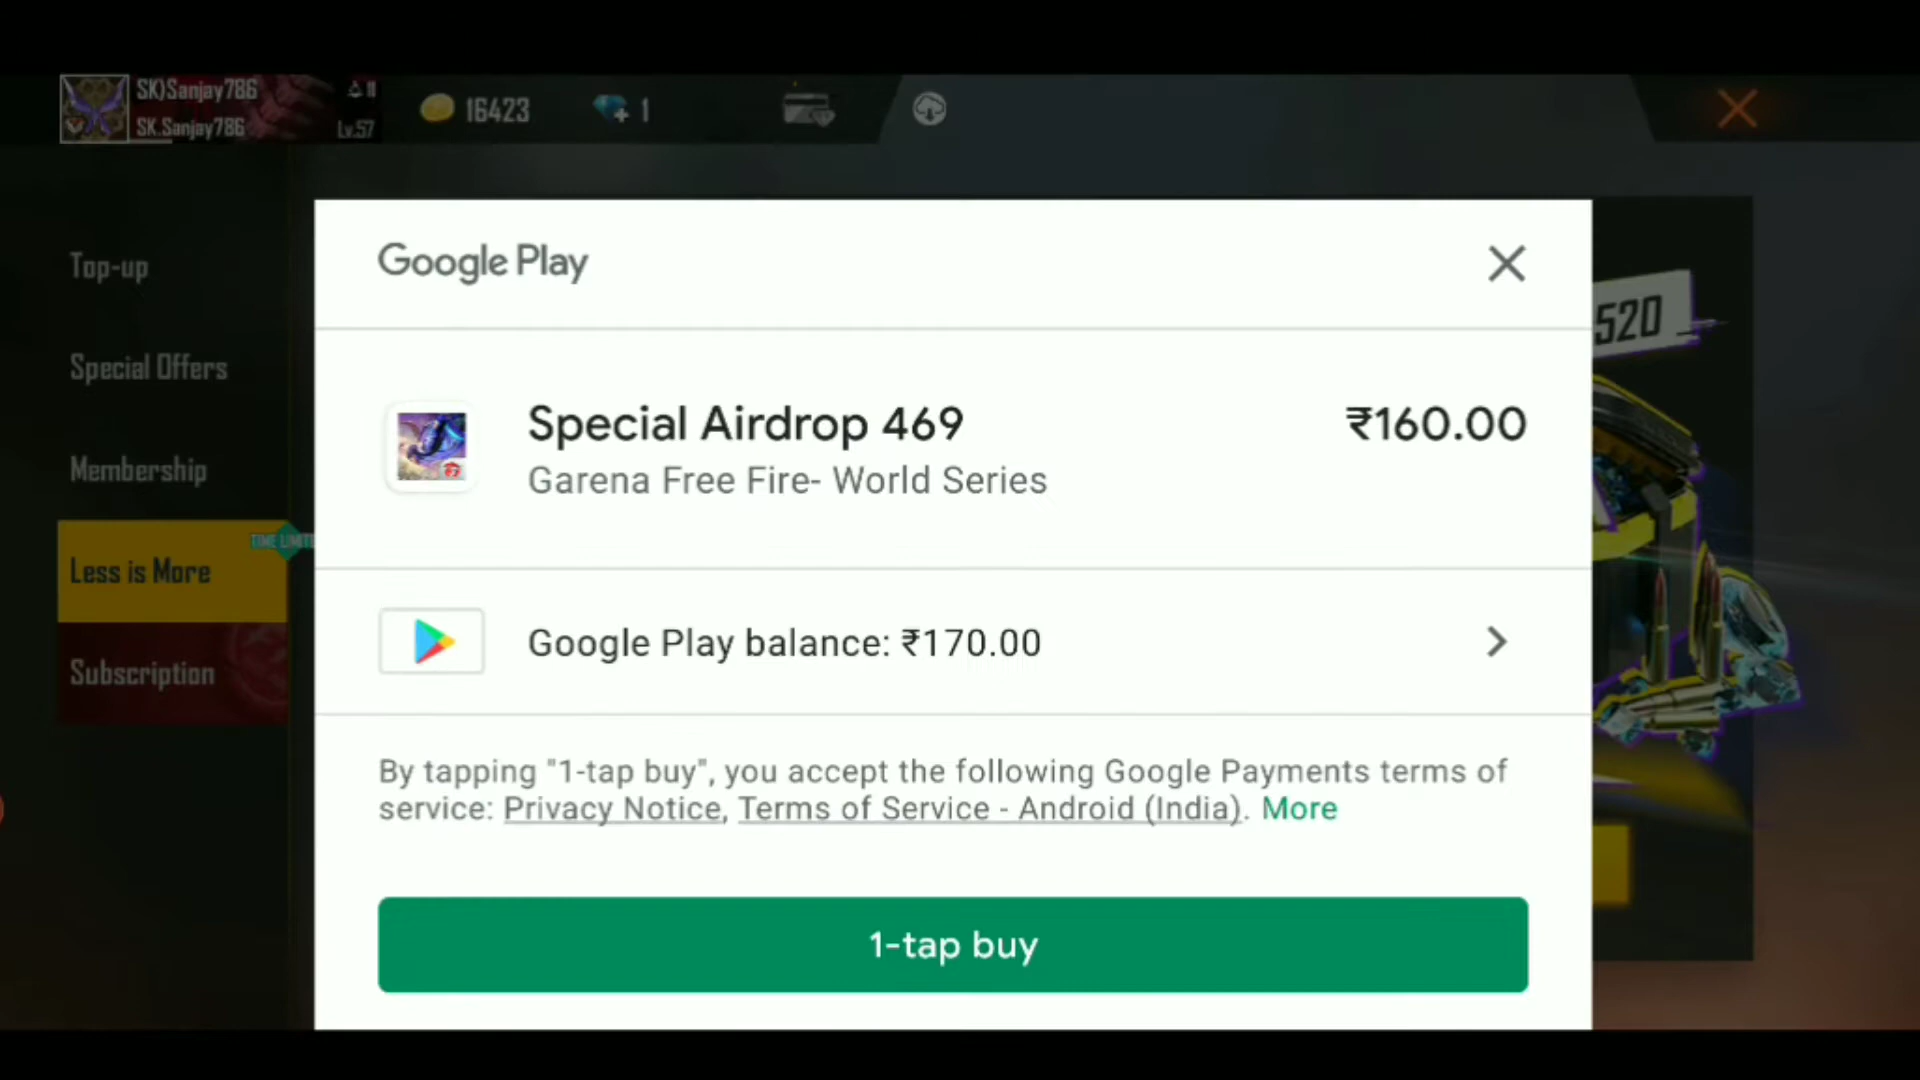 SK)Sanjay786
SK.Sanjay786
Lv.57
16423
1
Top-up
Special Offers
Membership
Less is More
Subscription
520
Google Play
Special Airdrop 469
₹160.00
Garena Free Fire- World Series
Google Play balance: ₹170.00
By tapping "1-tap buy", you accept the following Google Payments terms of
service: Privacy Notice, Terms of Service - Android (India). More
1-tap buy